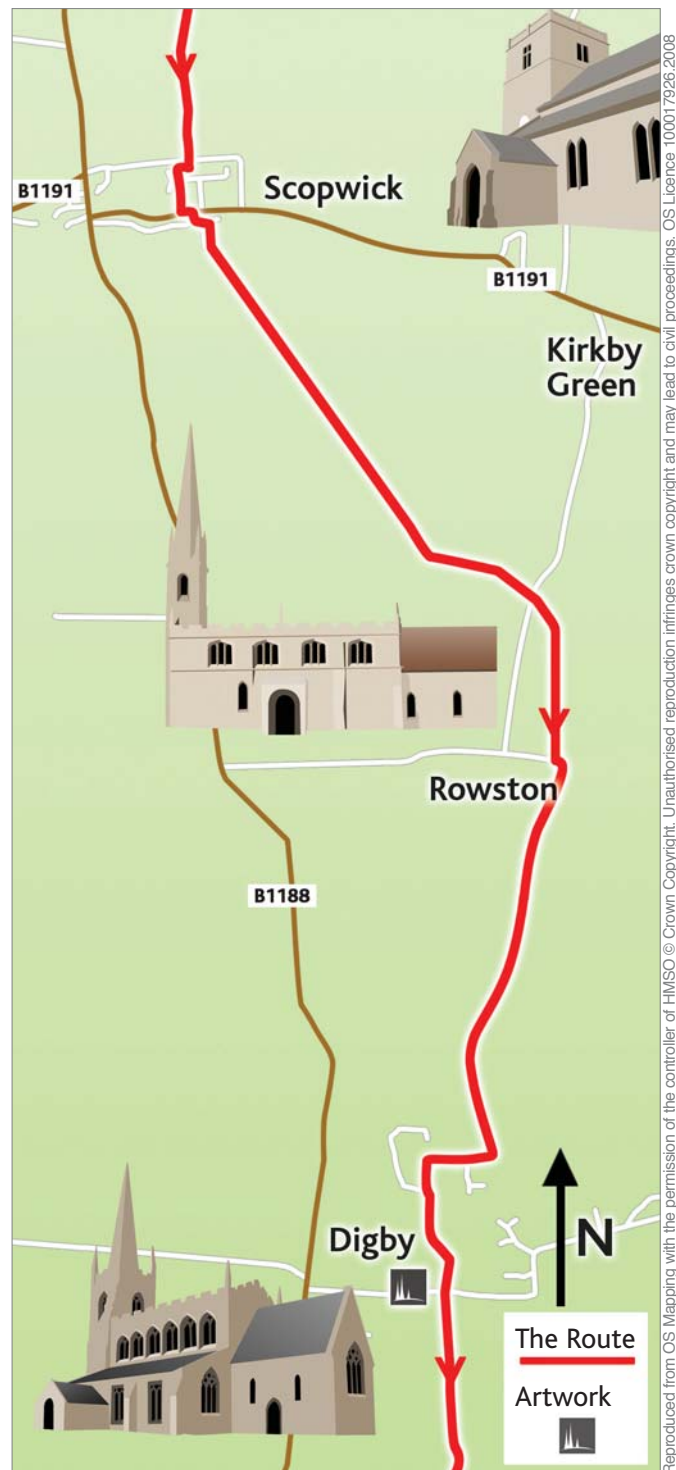 B1191
Scopwick
B1191
Kirkby
Green
Rowston
B1188
Digby
N
The Route
Artwork
Reproduced from OS Mapping with the permission of the controller of HMSO © Crown Copyright. Unauthorised reproduction infringes crown copyright and may lead to civil proceedings. OS Licence 100017926.2008